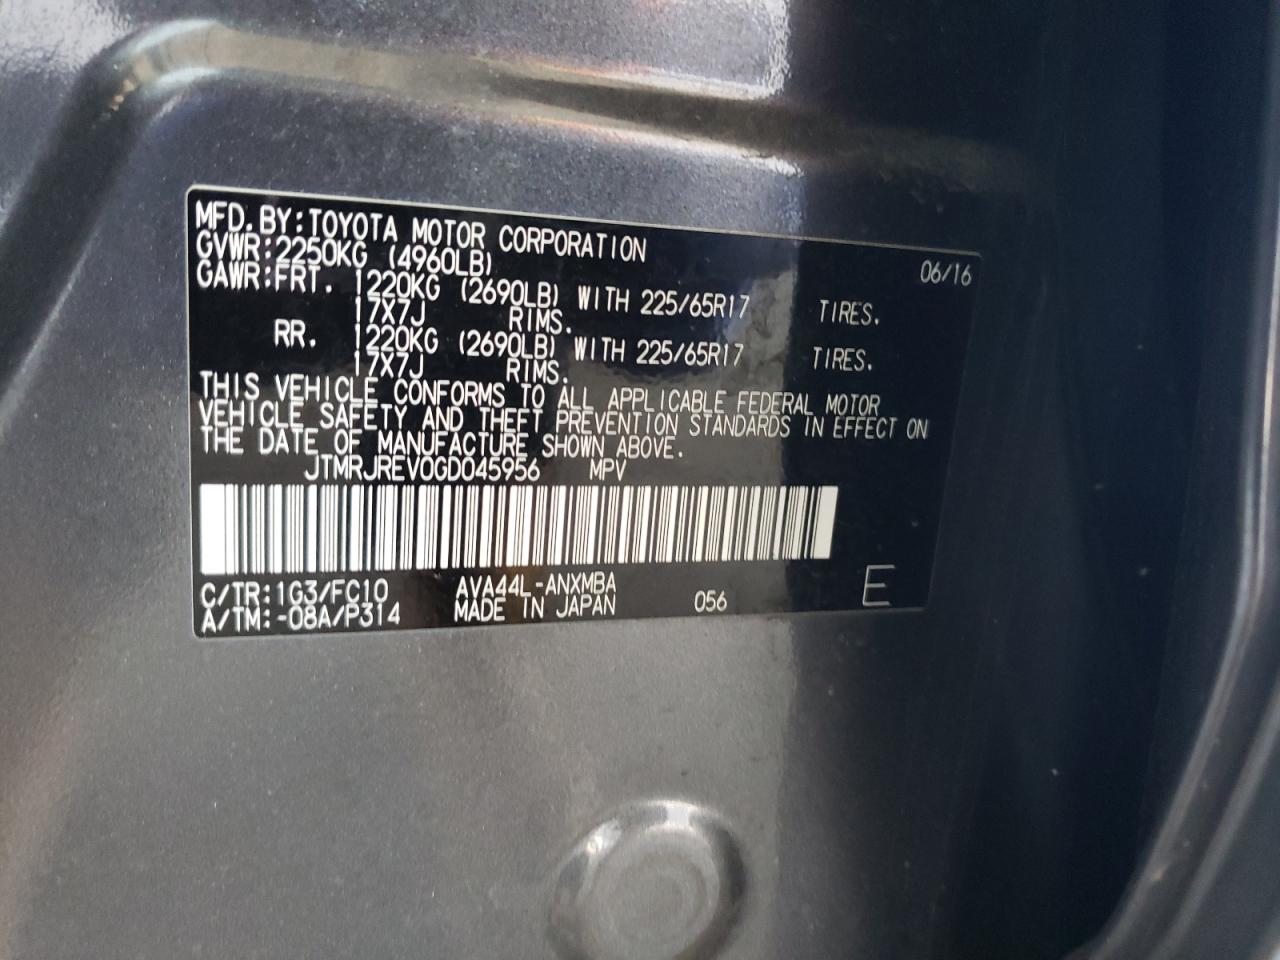 MFD. BY: TOYOTA MOTOR CORPORATION 06/16
GVWR: 2250KG (4960LB)
GAWR: FRT. 1220KG (2690LB) WITH 225/65R17 TIRES.
17X7J RIMS.
RR. 1220KG (2690LB) WITH 225/65R17 TIRES.
17X7J RIMS.
THIS VEHICLE CONFORMS TO ALL APPLICABLE FEDERAL MOTOR
VEHICLE SAFETY AND THEFT PREVENTION STANDARDS IN EFFECT ON
THE DATE OF MANUFACTURE SHOWN ABOVE.
JTMRJREV0GD045956 MPV
C/TR: 1G3/FC10 AVA44L-ANXMBA
A/TM: -08A/P314 MADE IN JAPAN 056 E